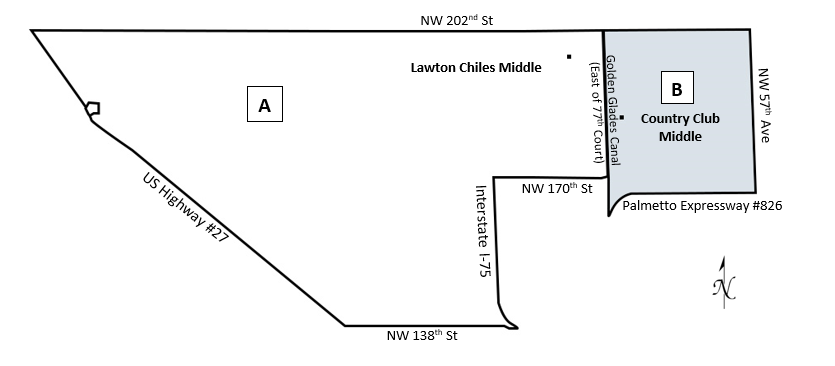 NW 202nd St
Lawton Chiles Middle
A
B
Golden Glades Canal
(East of 77th Court)
Country Club
Middle
NW 57th Ave
US Highway #27
Interstate I-75
NW 170th St
Palmetto Expressway #826
NW 138th St
N